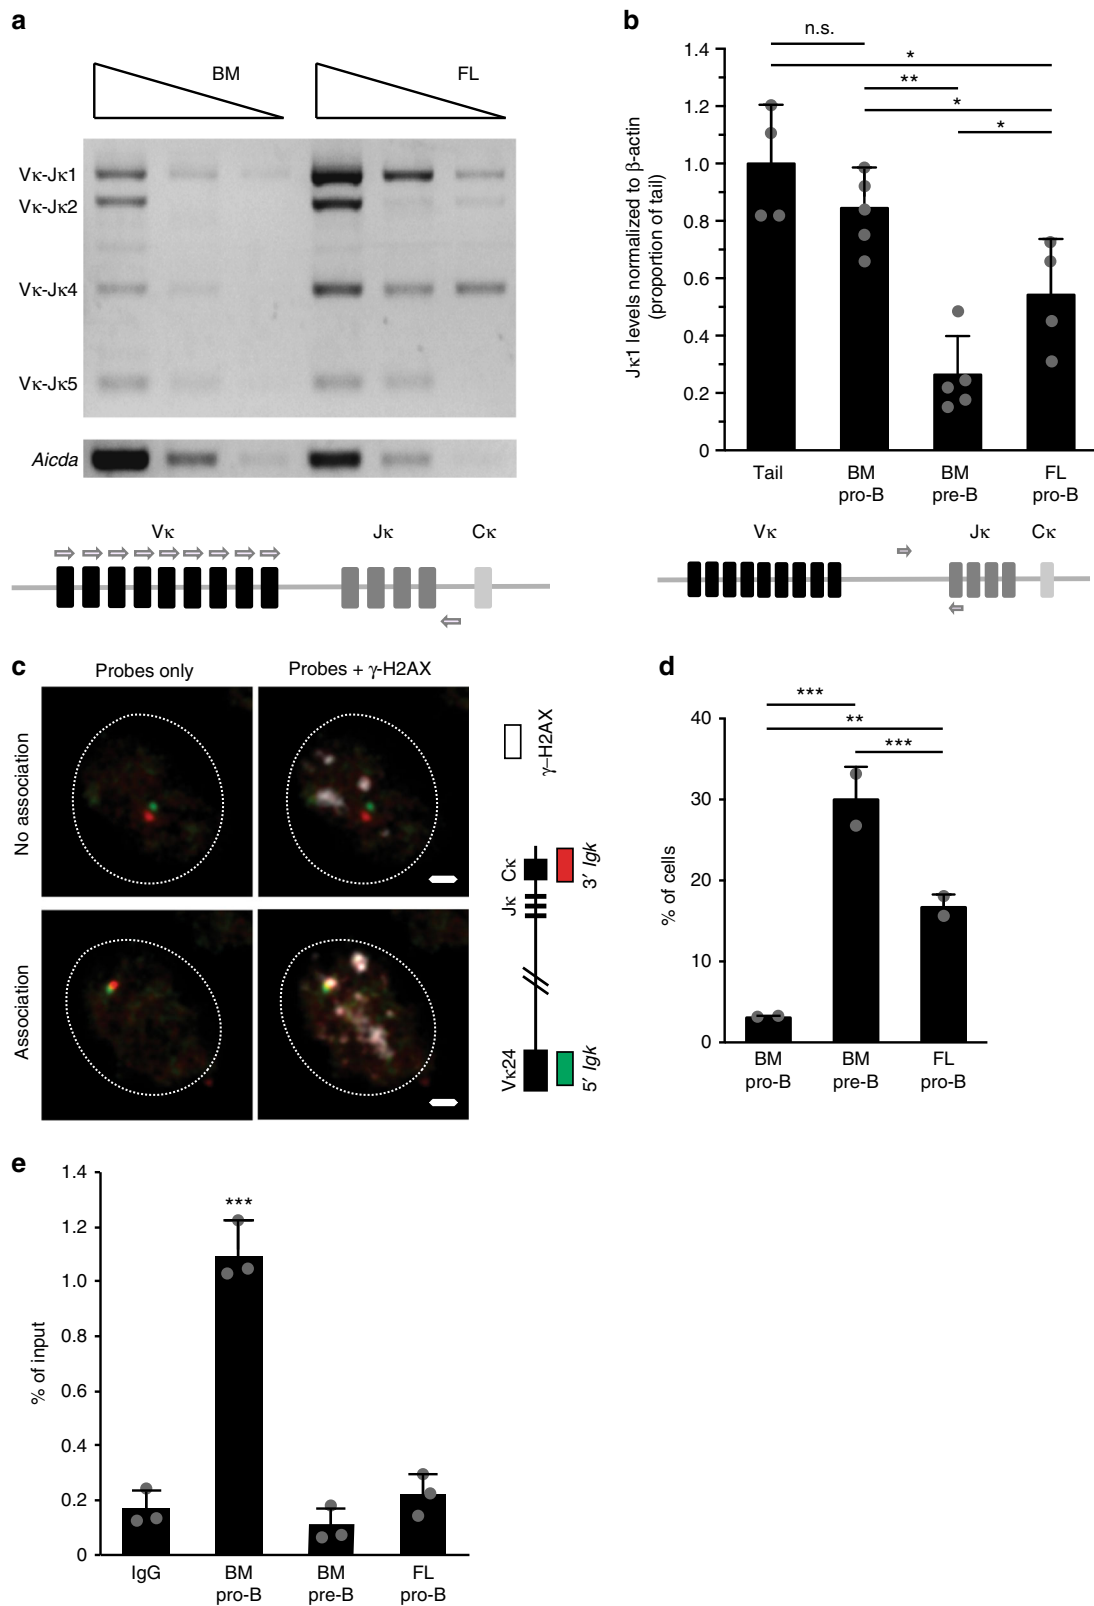 a
BM
FL
Vκ-Jκ1
Vκ-Jκ2
Vκ-Jκ4
Vκ-Jκ5
Aicda
Vκ
Jκ
Cκ
b
n.s.
*
**
*
*
Jκ1 levels normalized to β-actin
(proportion of tail)
1.4
1.2
1.0
0.8
0.6
0.4
0.2
0
Tail
BM
pro-B
BM
pre-B
FL
pro-B
Vκ
Jκ
Cκ
c
Probes only
Probes + γ-H2AX
No association
Association
γ–H2AX
Cκ
Jκ
3′ Igk
Vκ24
5′ Igk
d
***
**
***
% of cells
40
30
20
10
0
BM
pro-B
BM
pre-B
FL
pro-B
e
***
% of input
1.4
1.2
1.0
0.8
0.6
0.4
0.2
0
IgG
BM
pro-B
BM
pre-B
FL
pro-B